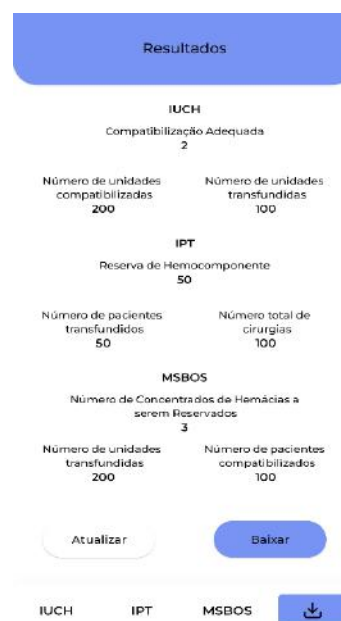 Resultados
IUCH
Compatibilização Adequada
2
Número de unidades compatibilizadas
200
Número de unidades transfundidas
100
IPT
Reserva de Hemocomponente
50
Número de pacientes transfundidos
50
Número total de cirurgias
100
MSBOS
Número de Concentrados de Hemácias a
serem Reservados
3
Número de unidades transfundidas
200
Número de pacientes compatibilizados
100
Atualizar
Baixar
IUCH IPT MSBOS